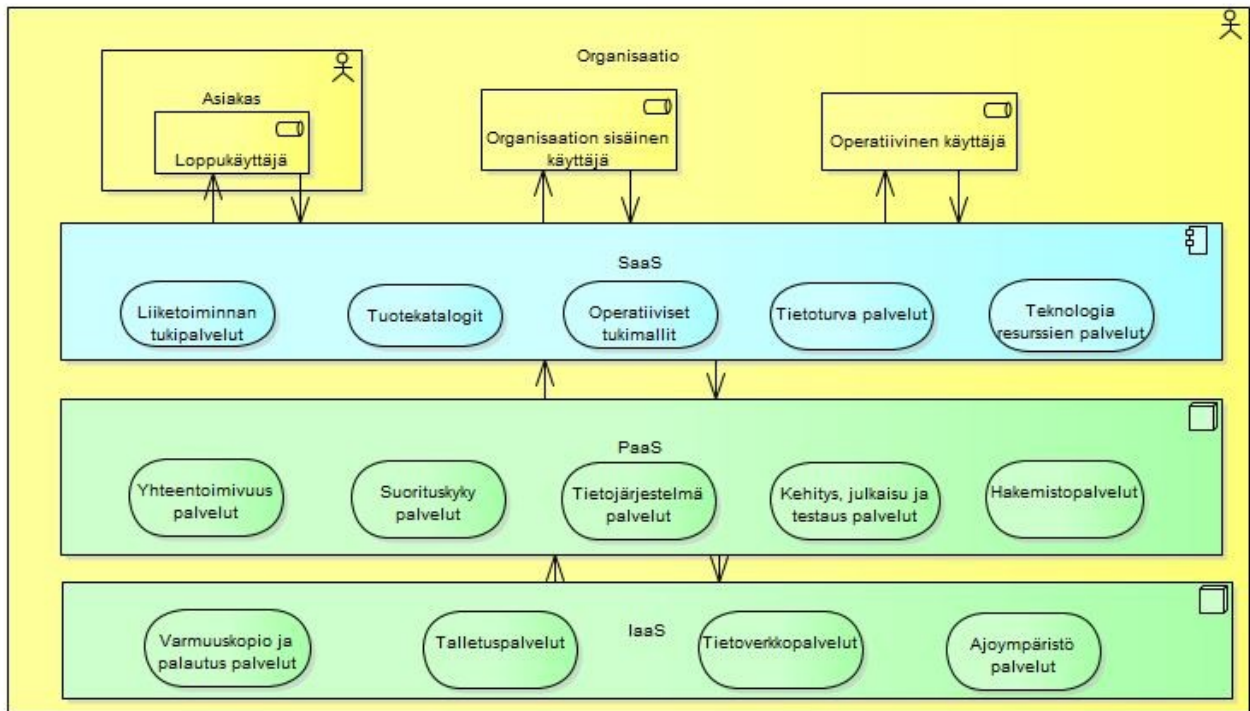 Organisaatio
Asiakas
Loppukäyttäjä
Organisaation sisäinen
käyttäjä
Operatiivinen käyttäjä
SaaS
Liiketoiminnan
tukipalvelut
Tuotekatalogit
Operatiiviset
tukimallit
Tietoturva palvelut
Teknologia
resurssien palvelut
PaaS
Yhteentoimivuus
palvelut
Suorituskyky
palvelut
Tietojärjestelmä
palvelut
Kehitys, julkaisu ja
testaus palvelut
Hakemistopalvelut
IaaS
Varmuuskopio ja
palautus palvelut
Talletuspalvelut
Tietoverkkopalvelut
Ajoympäristö
palvelut